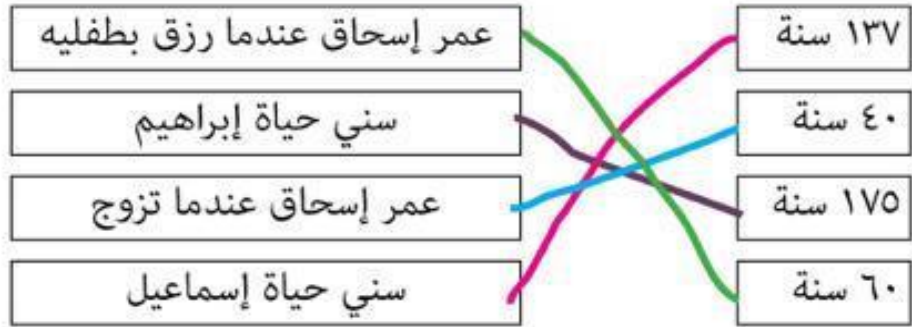 عمر إسحاق عندما رزق بطفليه
١٣٧ سنة
سني حياة إبراهيم
٤٠ سنة
عمر إسحاق عندما تزوج
١٧٥ سنة
سني حياة إسماعيل
٦٠ سنة